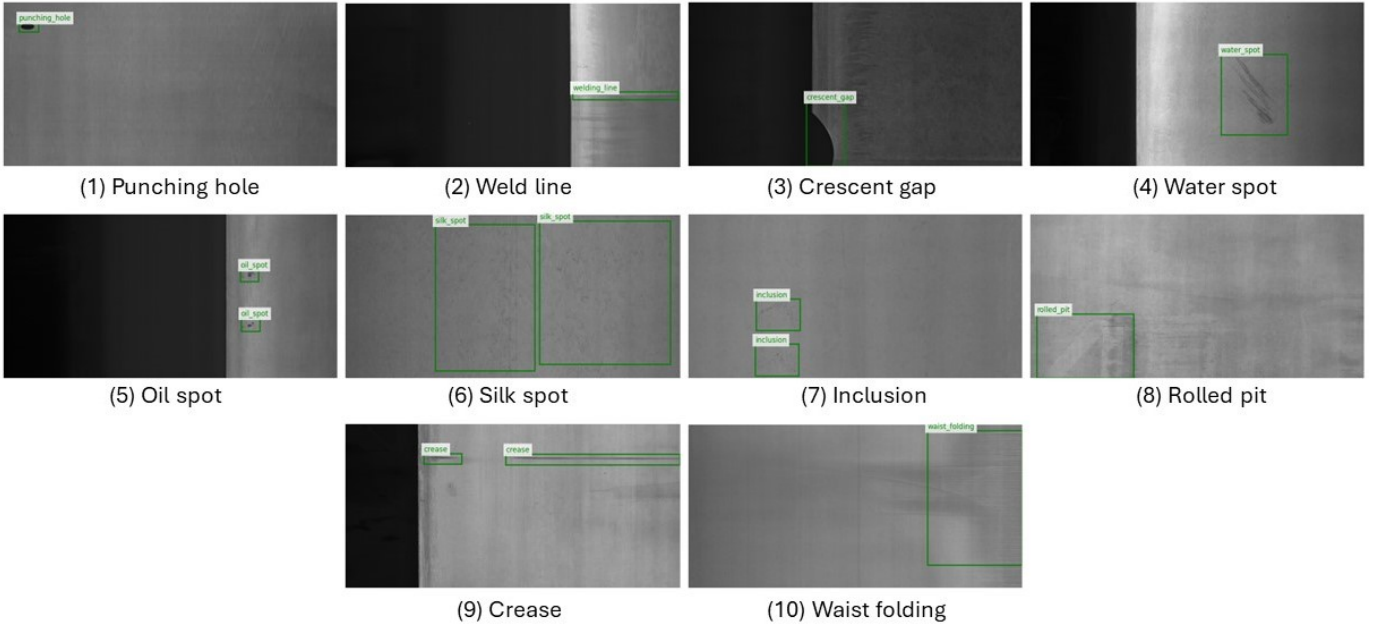 punching_hole
welding_line
crescent_gap
water_spot
(1) Punching hole
(2) Weld line
(3) Crescent gap
(4) Water spot
oil_spot
oil_spot
silk_spot
silk_spot
inclusion
inclusion
rolled_pit
(5) Oil spot
(6) Silk spot
(7) Inclusion
(8) Rolled pit
crease
crease
waist_folding
(9) Crease
(10) Waist folding